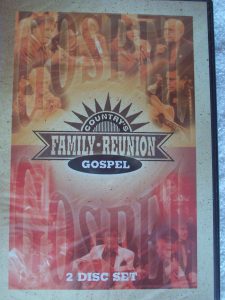 GOSPEL
COUNTRY'S
FAMILY-REUNION
GOSPEL
GOSPEL
2 DISC SET